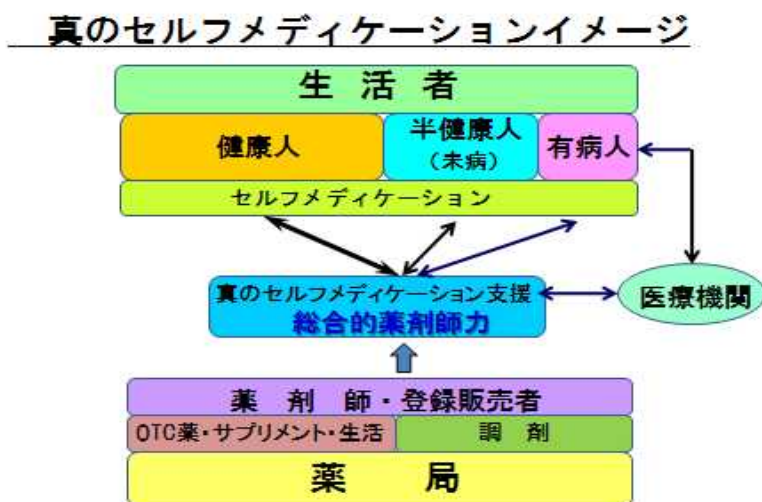 真のセルフメディケーションイメージ
生 活 者
健康人
半健康人
（未病）
有病人
セルフメディケーション
真のセルフメディケーション支援
総合的薬剤師力
医療機関
薬 剤 師・登録販売者
OTC薬・サプリメント・生活
調 剤
薬 局